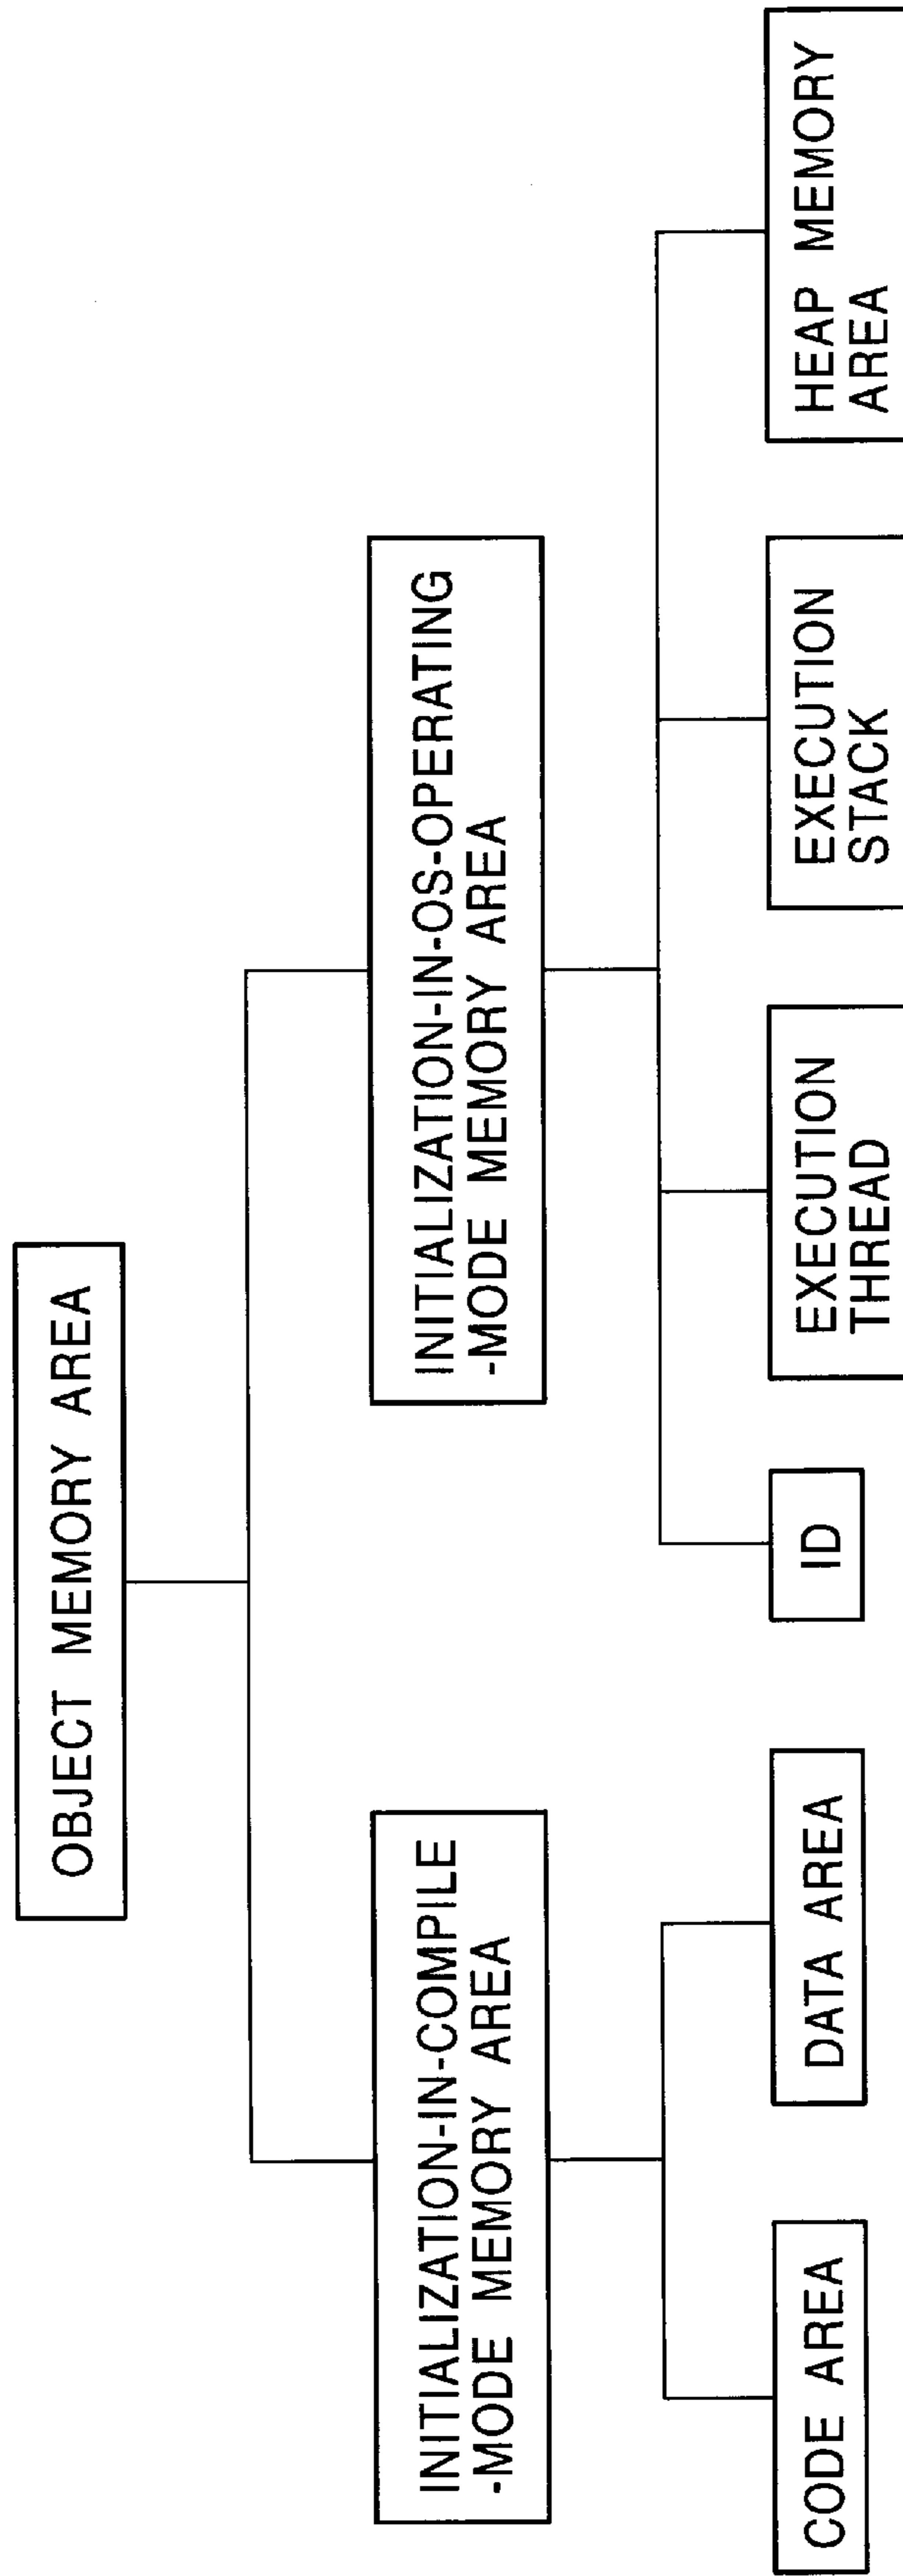 OBJECT MEMORY AREA
INITIALIZATION-IN-COMPILE
-MODE MEMORY AREA
INITIALIZATION-IN-OS-OPERATING
-MODE MEMORY AREA
CODE AREA
DATA AREA
ID
EXECUTION
THREAD
EXECUTION
STACK
HEAP MEMORY
AREA